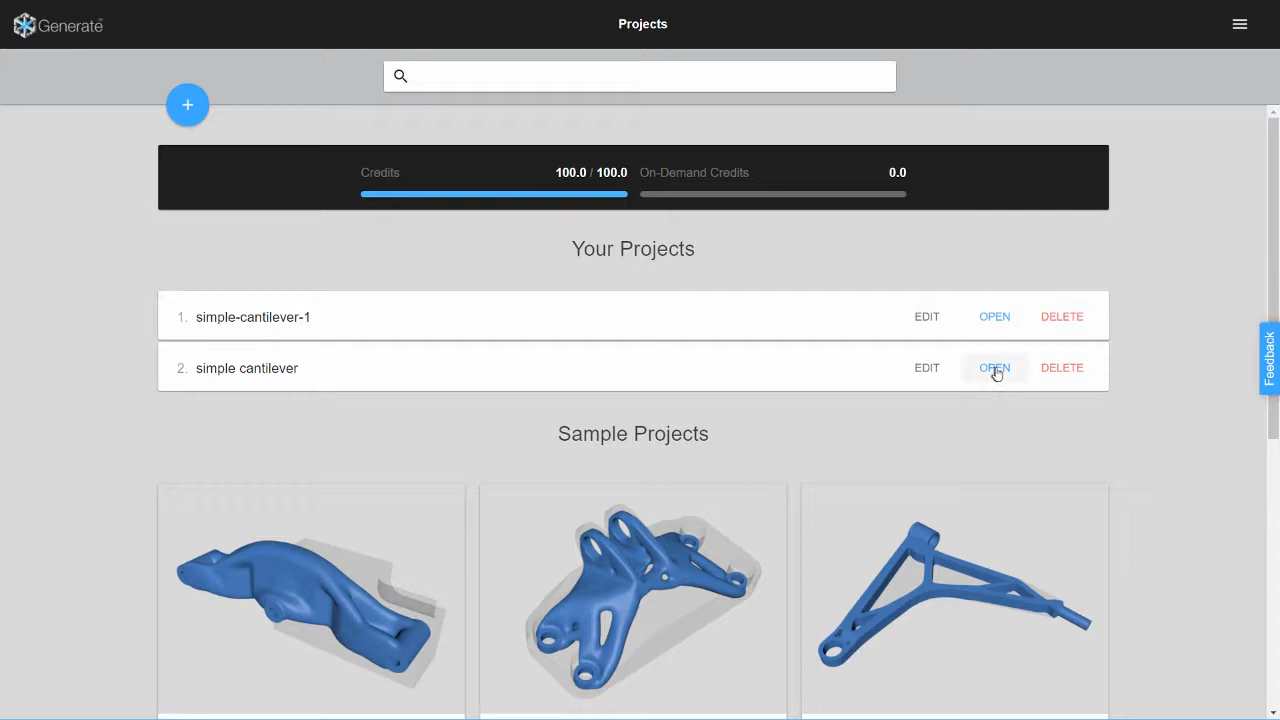 Generate™
Projects
Credits 100.0 / 100.0 On-Demand Credits 0.0
Your Projects
1. simple-cantilever-1 EDIT OPEN DELETE
2. simple cantilever EDIT OPEN DELETE
Feedback
Sample Projects